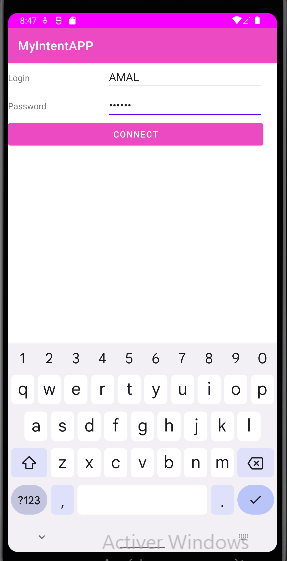 8:47
MyIntentAPP
Login AMAL
Password ••••••
CONNECT
1 2 3 4 5 6 7 8 9 0
q w e r t y u i o p
a s d f g h j k l
z x c v b n m
?123 , .
Activer Windows